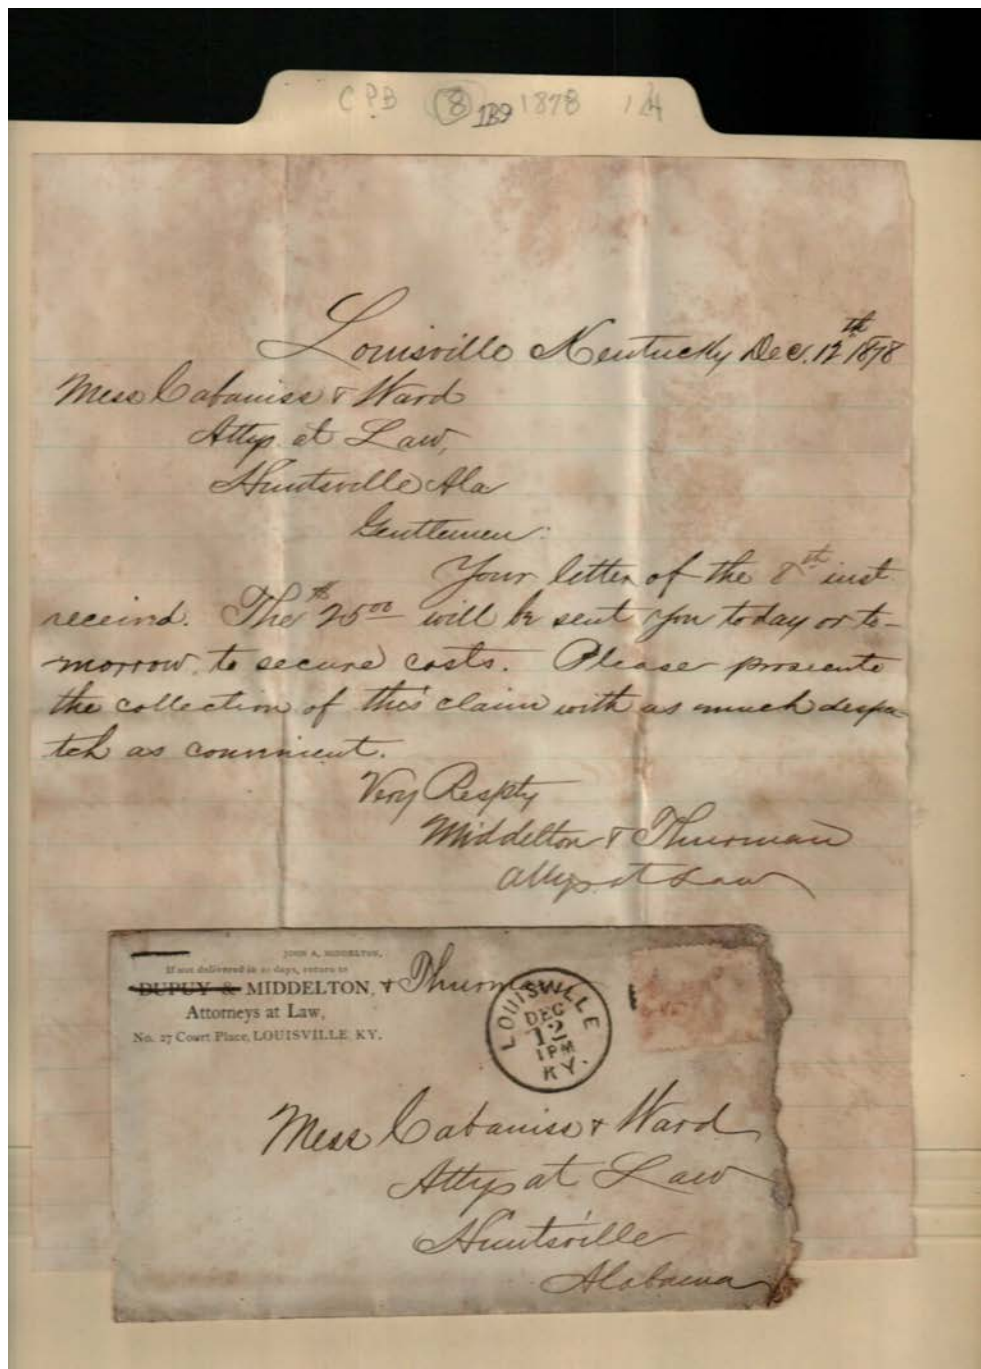 CPB 8 1B9 1878
Louisville Kentucky Dec. 12th 1878
Mess Cabaniss & Ward
Attys at Law,
Huntsville Ala
Gentlemen:
Your letter of the 8th inst
received. The $25 00 will be sent you today or to-
morrow to secure costs. Please prosecute
the collection of this claim with as much despa-
tch as convenient.
Very Respty
Middelton & Thurman
Attys at Law
JOHN A. MIDDELTON,
If not delivered in 10 days, return to
DUPUY & MIDDELTON, & Thurm
Attorneys at Law,
No. 27 Court Place, LOUISVILLE, KY.
LOUISVILLE
DEC
12
1PM
KY.
Mess Cabaniss & Ward
Attys at Law
Huntsville
Alabama